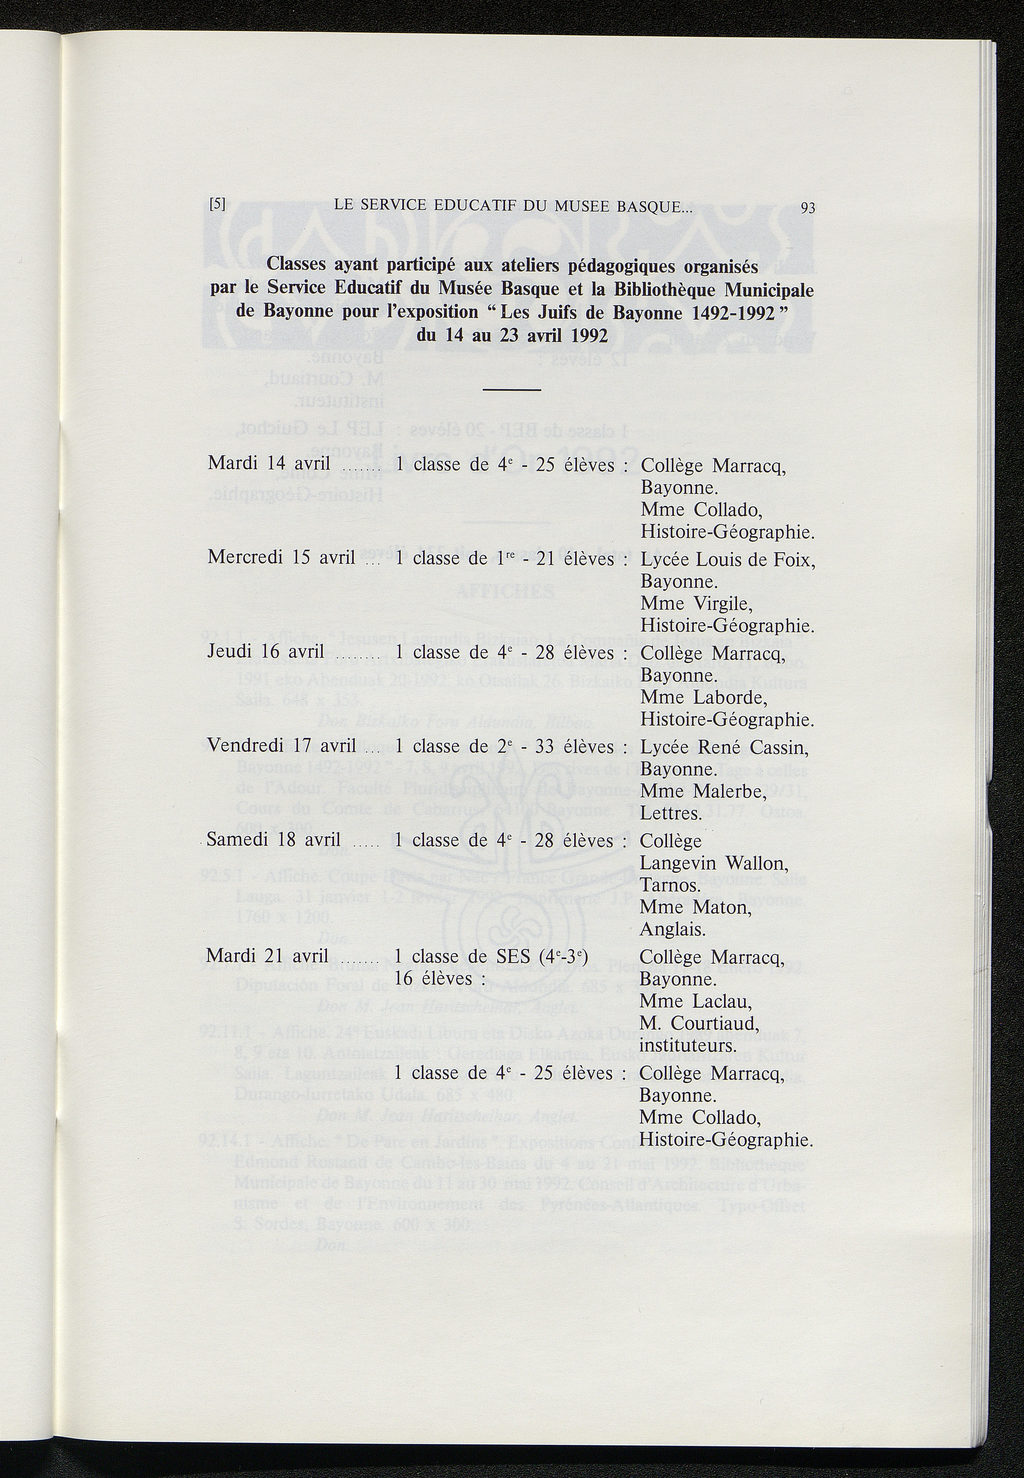 [5] LE SERVICE EDUCATIF DU MUSEE BASQUE... 93
Classes ayant participé aux ateliers pédagogiques organisés
par le Service Educatif du Musée Basque et la Bibliothèque Municipale
de Bayonne pour l'exposition “ Les Juifs de Bayonne 1492-1992 ”
du 14 au 23 avril 1992
Mardi 14 avril ....... 1 classe de 4e - 25 élèves : Collège Marracq,
Bayonne.
Mme Collado,
Histoire-Géographie.
Mercredi 15 avril ... 1 classe de 1re - 21 élèves : Lycée Louis de Foix,
Bayonne.
Mme Virgile,
Histoire-Géographie.
Jeudi 16 avril ........ 1 classe de 4e - 28 élèves : Collège Marracq,
Bayonne.
Mme Laborde,
Histoire-Géographie.
Vendredi 17 avril ... 1 classe de 2e - 33 élèves : Lycée René Cassin,
Bayonne.
Mme Malerbe,
Lettres.
Samedi 18 avril ..... 1 classe de 4e - 28 élèves : Collège
Langevin Wallon,
Tarnos.
Mme Maton,
Anglais.
Mardi 21 avril ....... 1 classe de SES (4e-3e) Collège Marracq,
16 élèves : Bayonne.
Mme Laclau,
M. Courtiaud,
instituteurs.
1 classe de 4e - 25 élèves : Collège Marracq,
Bayonne.
Mme Collado,
Histoire-Géographie.